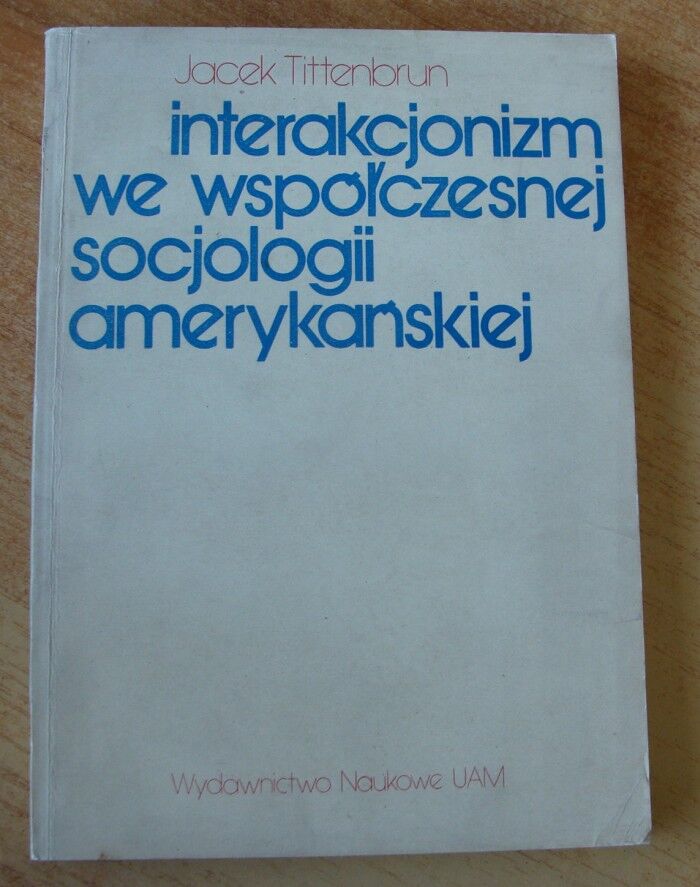 Jacek Tittenbrun
interakcjonizm
we współczesnej
socjologii
amerykańskiej
Wydawnictwo Naukowe UAM